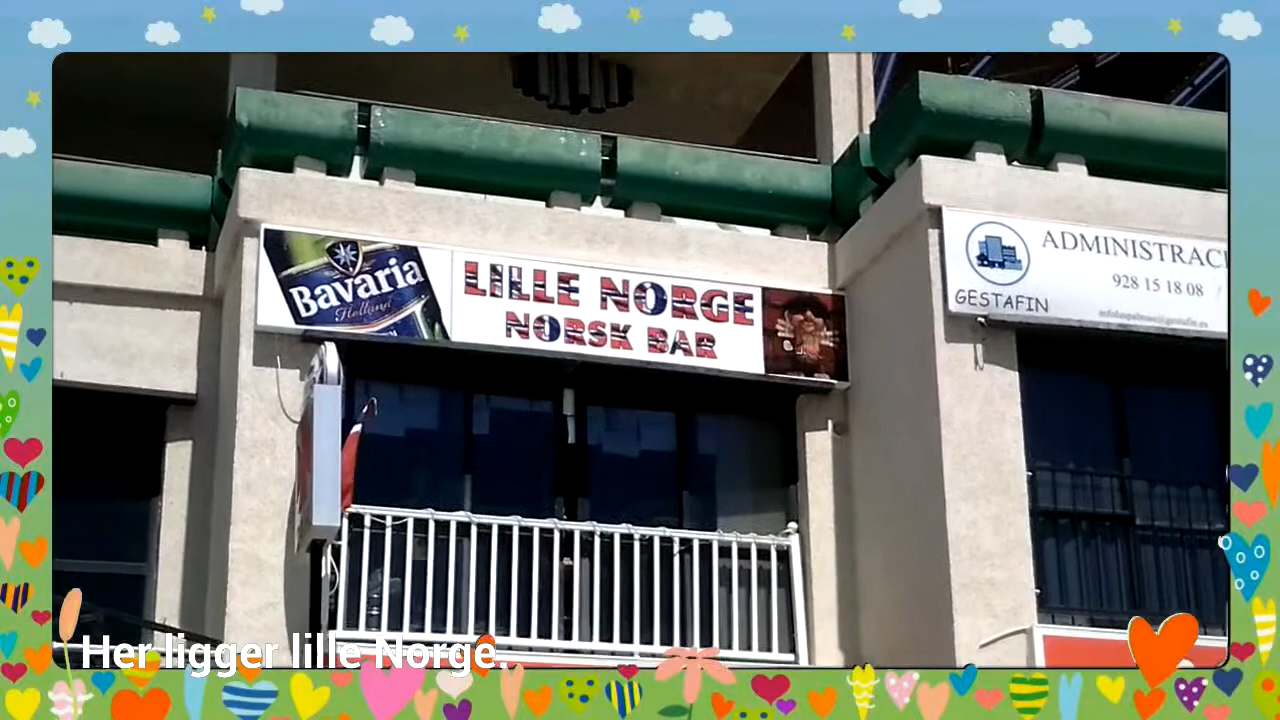 Bavaria
Holland
LILLE NORGE
NORSK BAR
ADMINISTRACI
928 15 18 08
GESTAFIN
Her ligger lille Norge.